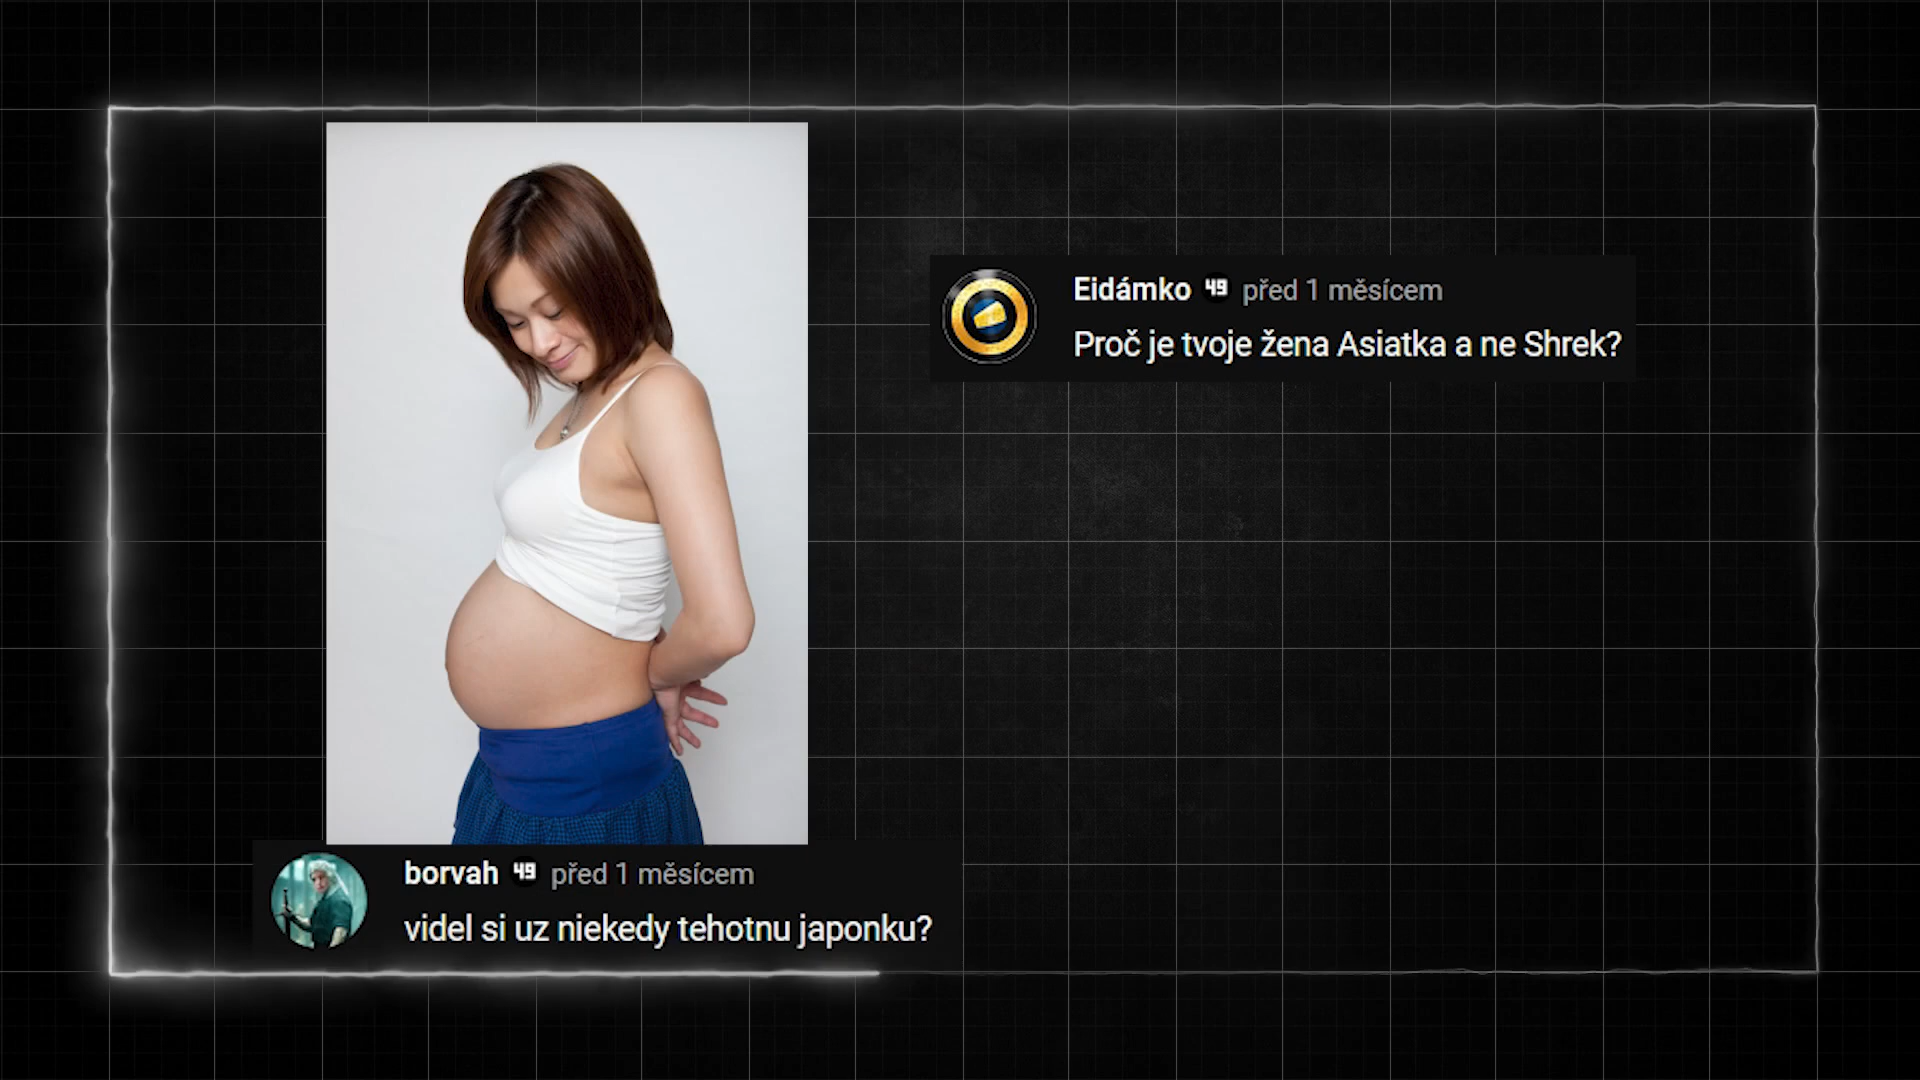 Eidámko 49 před 1 měsícem
Proč je tvoje žena Asiatka a ne Shrek?
borvah 49 před 1 měsícem
videl si uz niekedy tehotnu japonku?